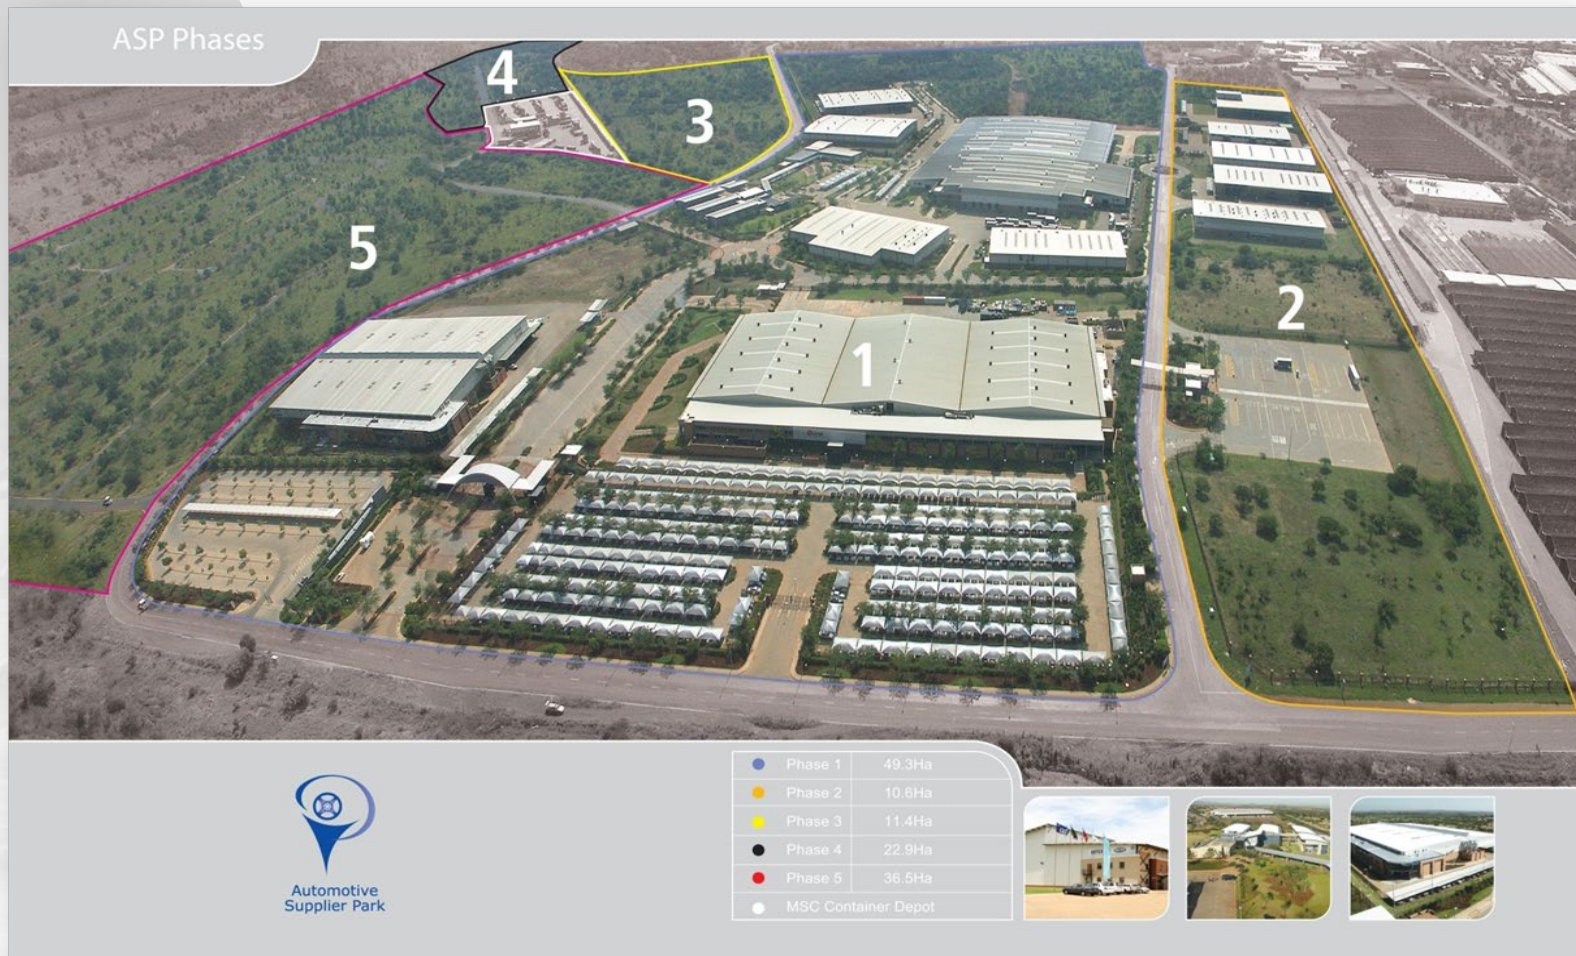 ASP Phases
4
3
5
2
1
Phase 1 49.3Ha
Phase 2 10.6Ha
Phase 3 11.4Ha
Phase 4 22.9Ha
Phase 5 36.5Ha
MSC Container Depot
Automotive
Supplier Park